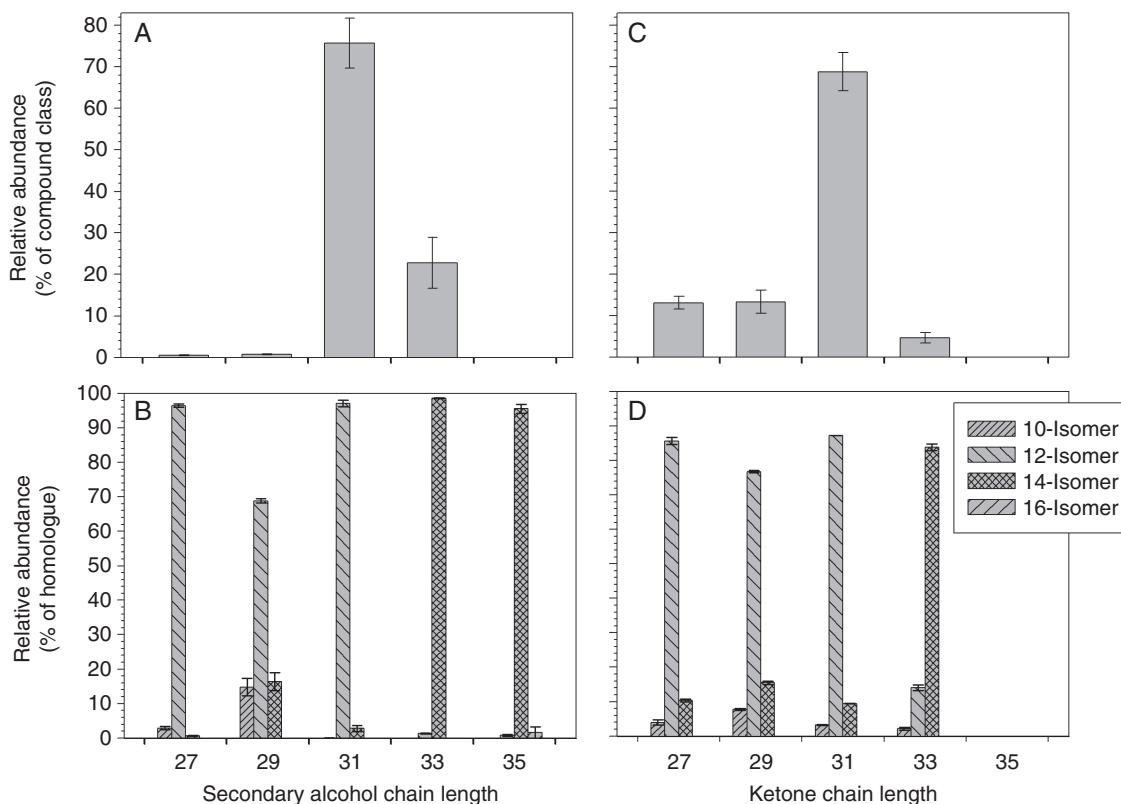 A
80
70
60
50
40
30
20
10
0
Relative abundance
(% of compound class)
C
B
100
90
80
70
60
50
40
30
20
10
0
Relative abundance
(% of homologue)
27 29 31 33 35
Secondary alcohol chain length
D
10-Isomer
12-Isomer
14-Isomer
16-Isomer
27 29 31 33 35
Ketone chain length